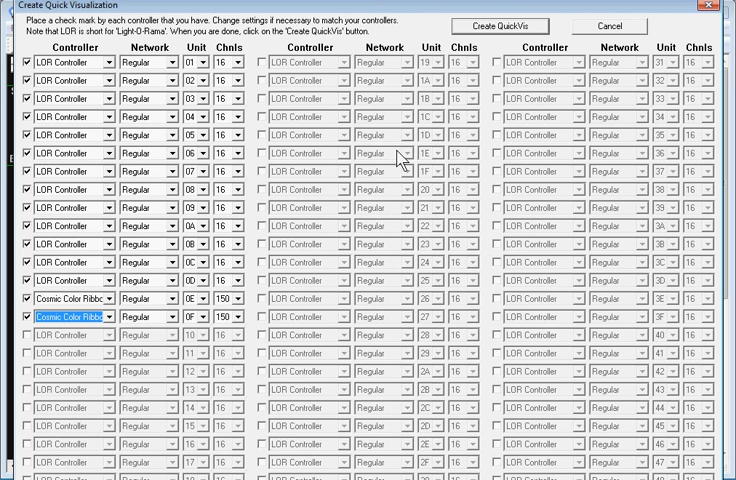 Create Quick Visualization
Place a check mark by each controller that you have. Change settings if necessary to match your controllers.
Note that LOR is short for 'Light-O-Rama'. When you are done, click on the 'Create QuickVis' button.
Create QuickVis Cancel
Controller Network Unit Chnls Controller Network Unit Chnls Controller Network Unit Chnls
LOR Controller Regular 01 16 LOR Controller Regular 19 16 LOR Controller Regular 31 16
LOR Controller Regular 02 16 LOR Controller Regular 1A 16 LOR Controller Regular 32 16
LOR Controller Regular 03 16 LOR Controller Regular 1B 16 LOR Controller Regular 33 16
LOR Controller Regular 04 16 LOR Controller Regular 1C 16 LOR Controller Regular 34 16
LOR Controller Regular 05 16 LOR Controller Regular 1D 16 LOR Controller Regular 35 16
LOR Controller Regular 06 16 LOR Controller Regular 1E 16 LOR Controller Regular 36 16
LOR Controller Regular 07 16 LOR Controller Regular 1F 16 LOR Controller Regular 37 16
LOR Controller Regular 08 16 LOR Controller Regular 20 16 LOR Controller Regular 38 16
LOR Controller Regular 09 16 LOR Controller Regular 21 16 LOR Controller Regular 39 16
LOR Controller Regular 0A 16 LOR Controller Regular 22 16 LOR Controller Regular 3A 16
LOR Controller Regular 0B 16 LOR Controller Regular 23 16 LOR Controller Regular 3B 16
LOR Controller Regular 0C 16 LOR Controller Regular 24 16 LOR Controller Regular 3C 16
LOR Controller Regular 0D 16 LOR Controller Regular 25 16 LOR Controller Regular 3D 16
Cosmic Color Ribbo Regular 0E 150 LOR Controller Regular 26 16 LOR Controller Regular 3E 16
Cosmic Color Ribbo Regular 0F 150 LOR Controller Regular 27 16 LOR Controller Regular 3F 16
LOR Controller Regular 10 16 LOR Controller Regular 28 16 LOR Controller Regular 40 16
LOR Controller Regular 11 16 LOR Controller Regular 29 16 LOR Controller Regular 41 16
LOR Controller Regular 12 16 LOR Controller Regular 2A 16 LOR Controller Regular 42 16
LOR Controller Regular 13 16 LOR Controller Regular 2B 16 LOR Controller Regular 43 16
LOR Controller Regular 14 16 LOR Controller Regular 2C 16 LOR Controller Regular 44 16
LOR Controller Regular 15 16 LOR Controller Regular 2D 16 LOR Controller Regular 45 16
LOR Controller Regular 16 16 LOR Controller Regular 2E 16 LOR Controller Regular 46 16
LOR Controller Regular 17 16 LOR Controller Regular 2F 16 LOR Controller Regular 47 16